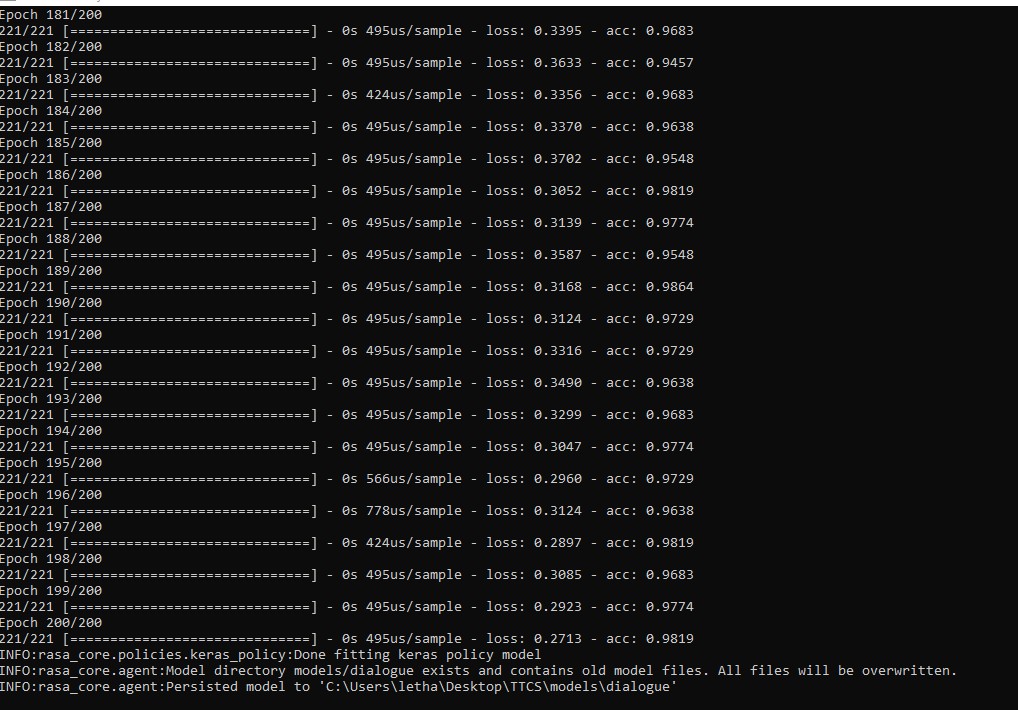 Epoch 181/200
221/221 [==============================] - 0s 495us/sample - loss: 0.3395 - acc: 0.9683
Epoch 182/200
221/221 [==============================] - 0s 495us/sample - loss: 0.3633 - acc: 0.9457
Epoch 183/200
221/221 [==============================] - 0s 424us/sample - loss: 0.3356 - acc: 0.9683
Epoch 184/200
221/221 [==============================] - 0s 495us/sample - loss: 0.3370 - acc: 0.9638
Epoch 185/200
221/221 [==============================] - 0s 495us/sample - loss: 0.3702 - acc: 0.9548
Epoch 186/200
221/221 [==============================] - 0s 495us/sample - loss: 0.3052 - acc: 0.9819
Epoch 187/200
221/221 [==============================] - 0s 495us/sample - loss: 0.3139 - acc: 0.9774
Epoch 188/200
221/221 [==============================] - 0s 495us/sample - loss: 0.3587 - acc: 0.9548
Epoch 189/200
221/221 [==============================] - 0s 495us/sample - loss: 0.3168 - acc: 0.9864
Epoch 190/200
221/221 [==============================] - 0s 495us/sample - loss: 0.3124 - acc: 0.9729
Epoch 191/200
221/221 [==============================] - 0s 495us/sample - loss: 0.3316 - acc: 0.9729
Epoch 192/200
221/221 [==============================] - 0s 495us/sample - loss: 0.3490 - acc: 0.9638
Epoch 193/200
221/221 [==============================] - 0s 495us/sample - loss: 0.3299 - acc: 0.9683
Epoch 194/200
221/221 [==============================] - 0s 495us/sample - loss: 0.3047 - acc: 0.9774
Epoch 195/200
221/221 [==============================] - 0s 566us/sample - loss: 0.2960 - acc: 0.9729
Epoch 196/200
221/221 [==============================] - 0s 778us/sample - loss: 0.3124 - acc: 0.9638
Epoch 197/200
221/221 [==============================] - 0s 424us/sample - loss: 0.2897 - acc: 0.9819
Epoch 198/200
221/221 [==============================] - 0s 495us/sample - loss: 0.3085 - acc: 0.9683
Epoch 199/200
221/221 [==============================] - 0s 495us/sample - loss: 0.2923 - acc: 0.9774
Epoch 200/200
221/221 [==============================] - 0s 495us/sample - loss: 0.2713 - acc: 0.9819
INFO:rasa_core.policies.keras_policy:Done fitting keras policy model
INFO:rasa_core.agent:Model directory models/dialogue exists and contains old model files. All files will be overwritten.
INFO:rasa_core.agent:Persisted model to 'C:\Users\letha\Desktop\TTCS\models\dialogue'